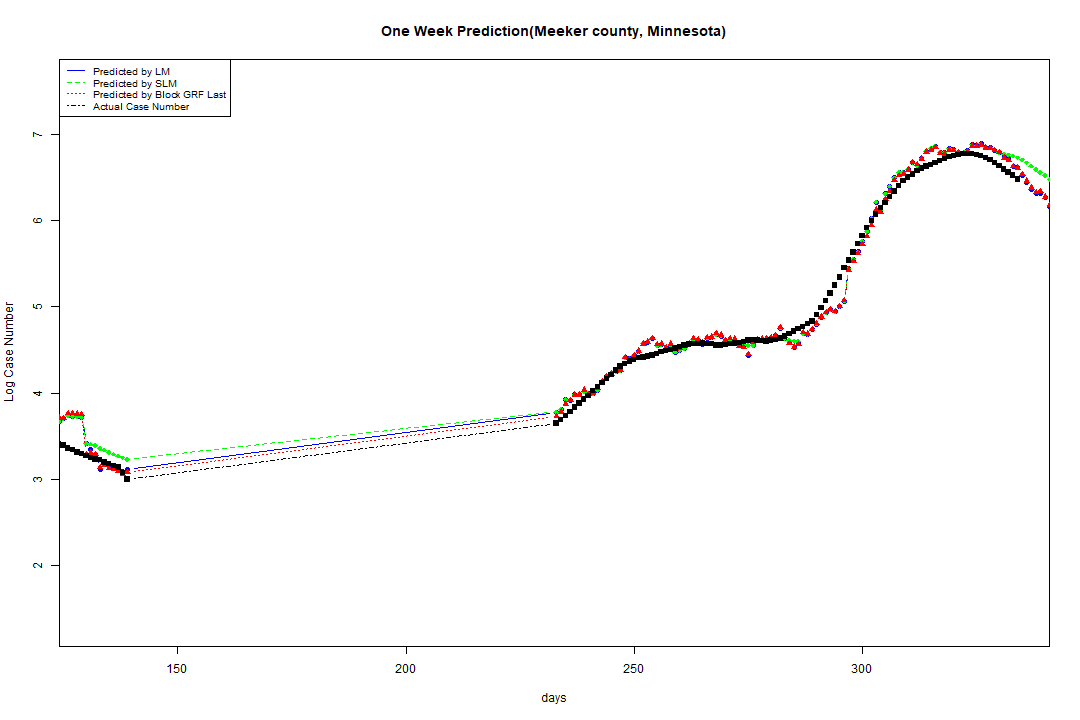 One Week Prediction(Meeker county, Minnesota)
Predicted by LM
Predicted by SLM
Predicted by Block GRF Last
Actual Case Number
Log Case Number
7
6
5
4
3
2
150 200 250 300
days